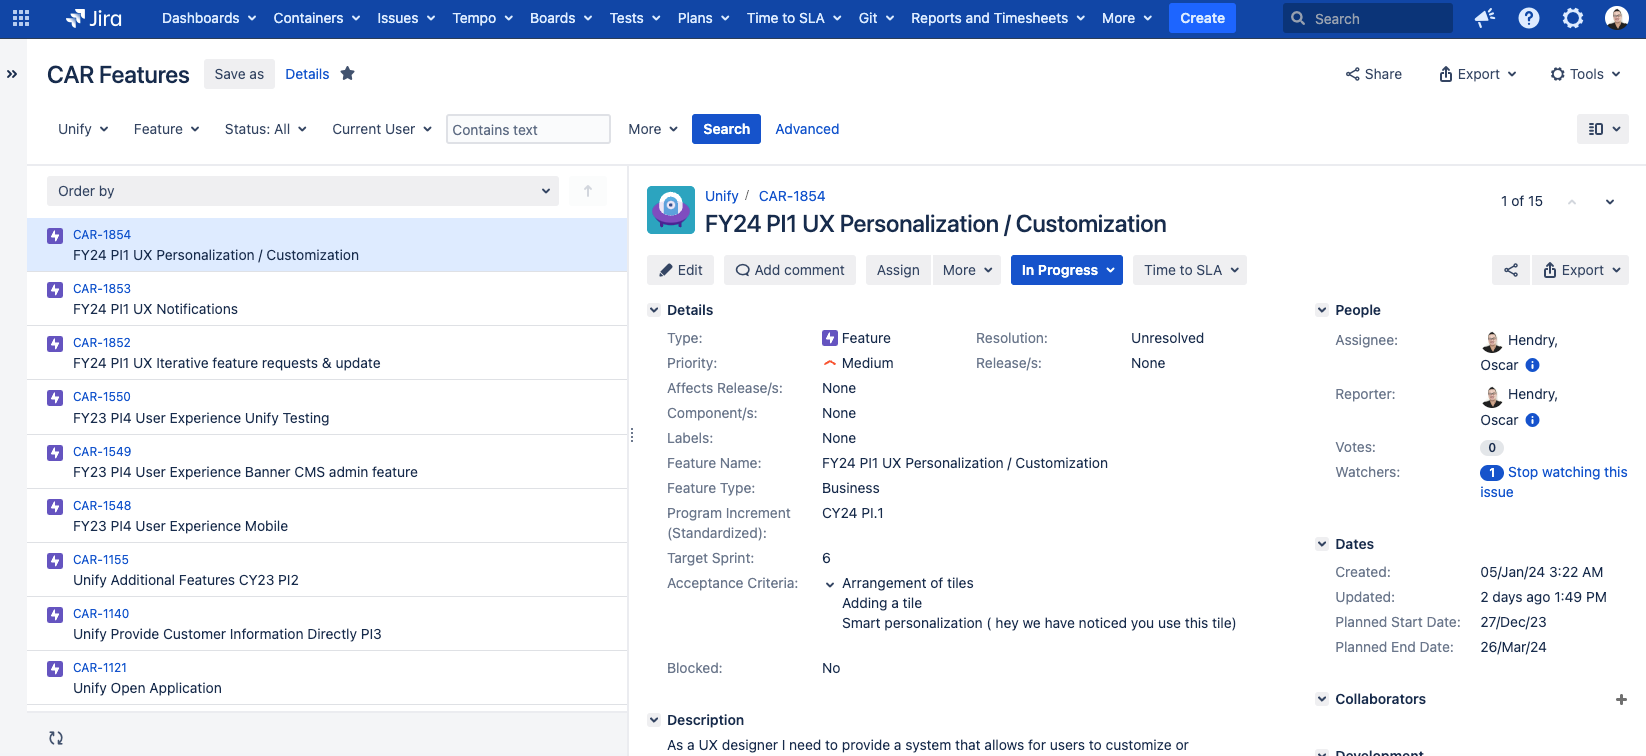 Jira Dashboards Containers Issues Tempo Boards Tests Plans Time to SLA Git Reports and Timesheets More Create Search
CAR Features Save as Details Share Export Tools
Unify Feature Status: All Current User Contains text More Search Advanced
Order by
CAR-1854
FY24 PI1 UX Personalization / Customization
CAR-1853
FY24 PI1 UX Notifications
CAR-1852
FY24 PI1 UX Iterative feature requests & update
CAR-1550
FY23 PI4 User Experience Unify Testing
CAR-1549
FY23 PI4 User Experience Banner CMS admin feature
CAR-1548
FY23 PI4 User Experience Mobile
CAR-1155
Unify Additional Features CY23 PI2
CAR-1140
Unify Provide Customer Information Directly PI3
CAR-1121
Unify Open Application
Unify / CAR-1854
1 of 15
FY24 PI1 UX Personalization / Customization
Edit Add comment Assign More In Progress Time to SLA Export
Details
Type: Feature Resolution: Unresolved
Priority: Medium Release/s: None
Affects Release/s: None
Component/s: None
Labels: None
Feature Name: FY24 PI1 UX Personalization / Customization
Feature Type: Business
Program Increment CY24 PI.1
(Standardized):
Target Sprint: 6
Acceptance Criteria: Arrangement of tiles
Adding a tile
Smart personalization ( hey we have noticed you use this tile)
Blocked: No
Description
As a UX designer I need to provide a system that allows for users to customize or
People
Assignee: Hendry,
Oscar
Reporter: Hendry,
Oscar
Votes: 0
Watchers: 1 Stop watching this
issue
Dates
Created: 05/Jan/24 3:22 AM
Updated: 2 days ago 1:49 PM
Planned Start Date: 27/Dec/23
Planned End Date: 26/Mar/24
Collaborators
Development